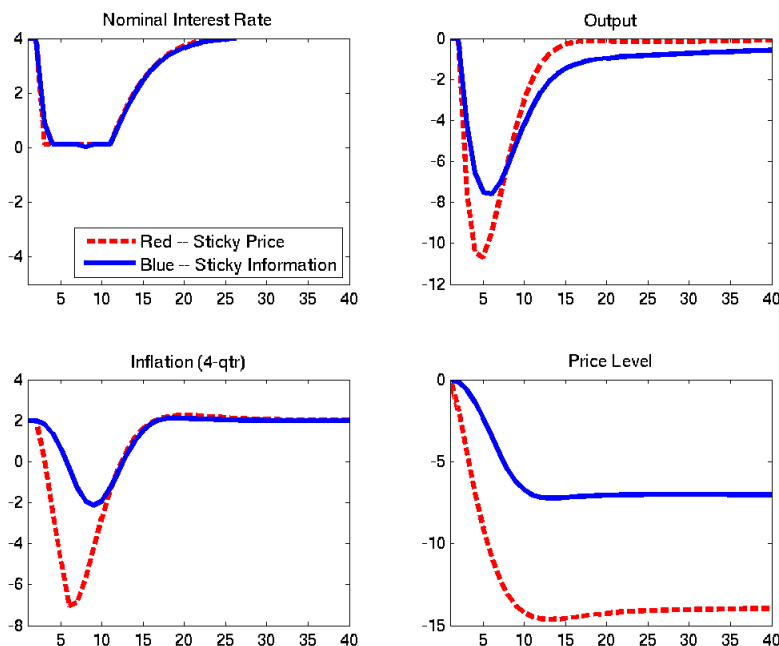 Nominal Interest Rate
4
2
0
-2
-4
5 10 15 20 25 30 35 40
Red -- Sticky Price
Blue -- Sticky Information
Output
0
-2
-4
-6
-8
-10
-12
5 10 15 20 25 30 35 40
Inflation (4-qtr)
4
2
0
-2
-4
-6
-8
5 10 15 20 25 30 35 40
Price Level
0
-5
-10
-15
5 10 15 20 25 30 35 40